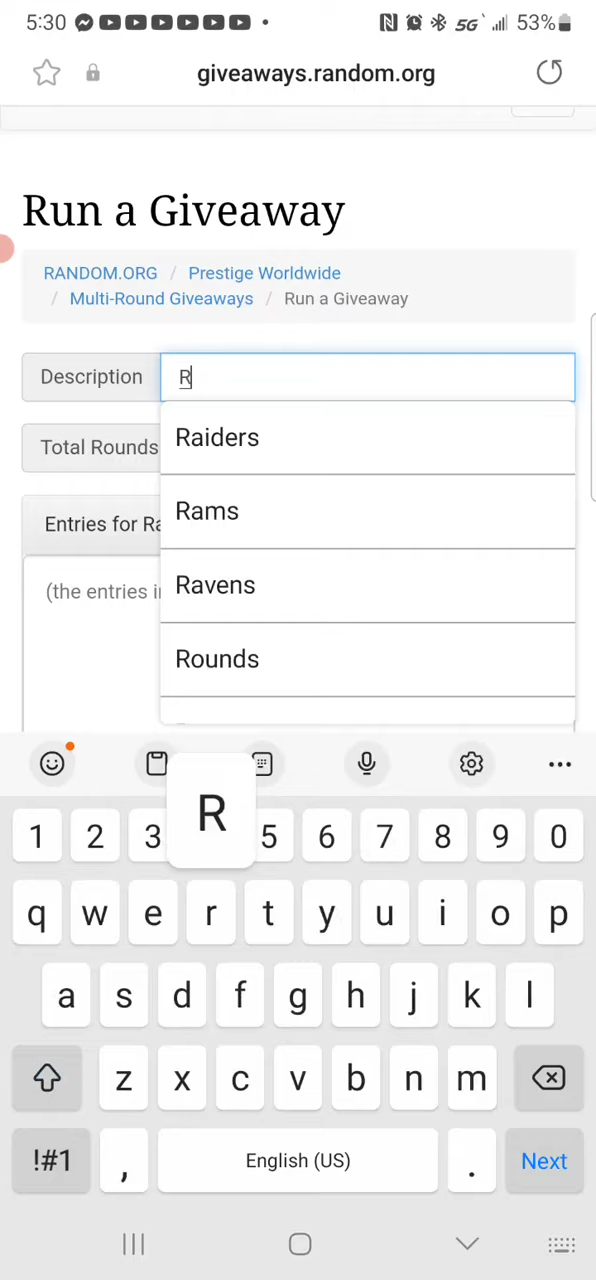 5:30 5G 53%
giveaways.random.org
Run a Giveaway
RANDOM.ORG / Prestige Worldwide
/ Multi-Round Giveaways / Run a Giveaway
Description R
Raiders
Total Rounds
Rams
Entries for Ra
Ravens
(the entries i
Rounds
R
1 2 3 5 6 7 8 9 0
q w e r t y u i o p
a s d f g h j k l
z x c v b n m
!#1 , English (US) . Next